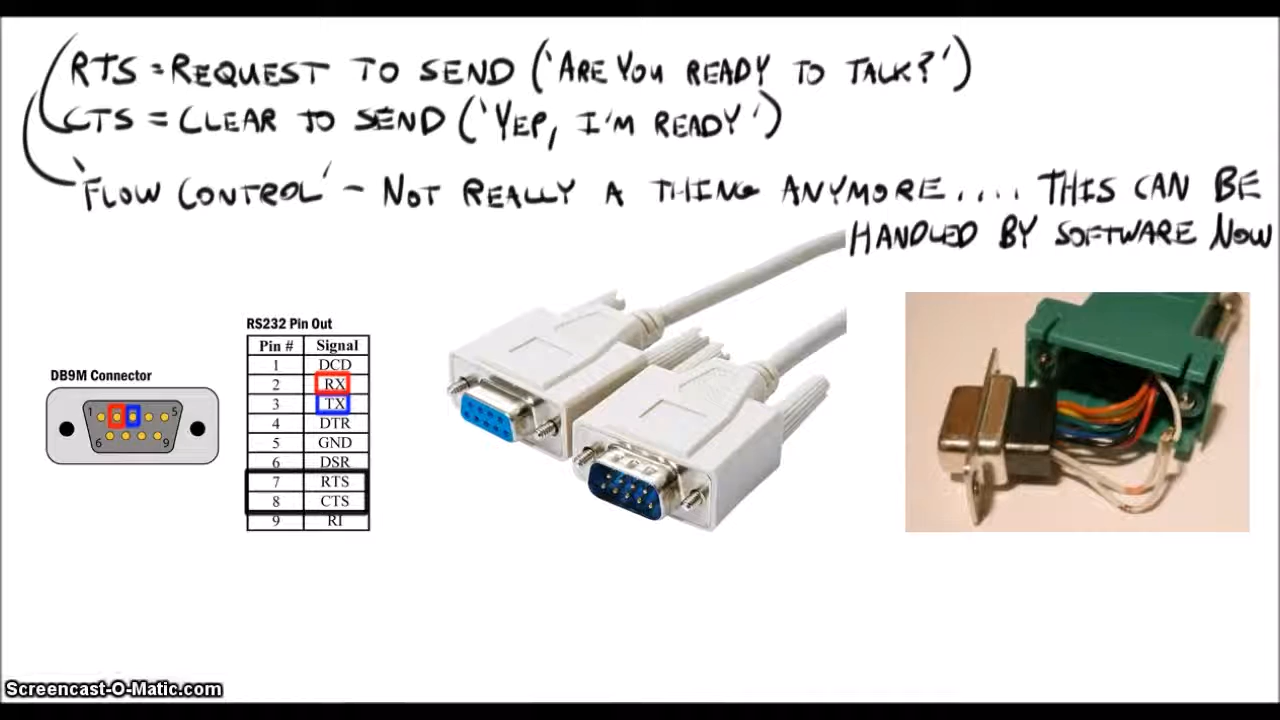 RTS = REQUEST TO SEND ('ARE YOU READY TO TALK?')
CTS = CLEAR TO SEND ('YEP, I'M READY')
'FLOW CONTROL' - NOT REALLY A THING ANYMORE.... THIS CAN BE
HANDLED BY SOFTWARE NOW
RS232 Pin Out
Pin # Signal
1 DCD
2 RX
3 TX
4 DTR
5 GND
6 DSR
7 RTS
8 CTS
9 RI
DB9M Connector
1 5
6 9
Screencast-O-Matic.com